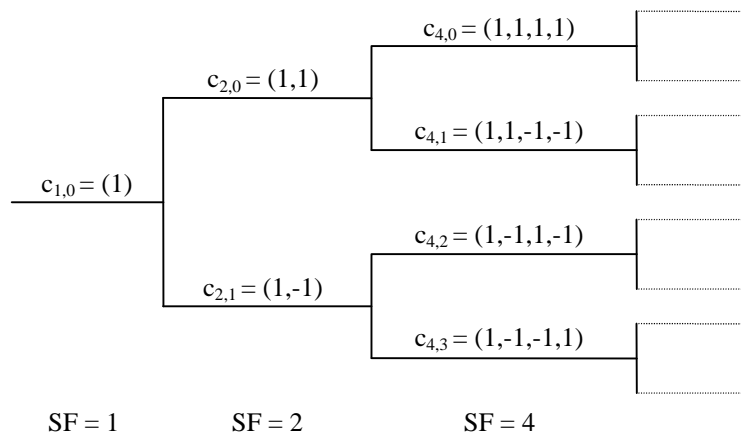 c4,0 = (1,1,1,1)
c2,0 = (1,1)
c4,1 = (1,1,-1,-1)
c1,0 = (1)
c4,2 = (1,-1,1,-1)
c2,1 = (1,-1)
c4,3 = (1,-1,-1,1)
SF = 1 SF = 2 SF = 4